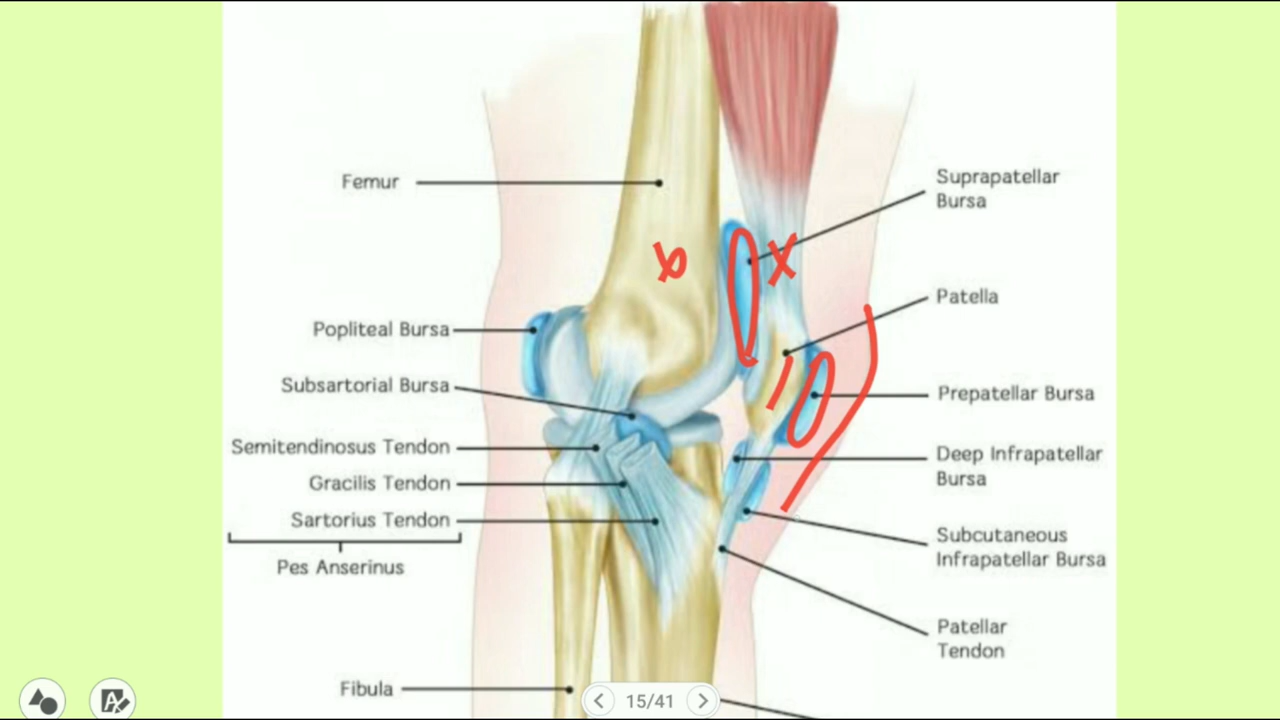 Femur
Popliteal Bursa
Subsartorial Bursa
Semitendinosus Tendon
Gracilis Tendon
Sartorius Tendon
Pes Anserinus
Fibula
Suprapatellar
Bursa
Patella
Prepatellar Bursa
Deep Infrapatellar
Bursa
Subcutaneous
Infrapatellar Bursa
Patellar
Tendon
15/41